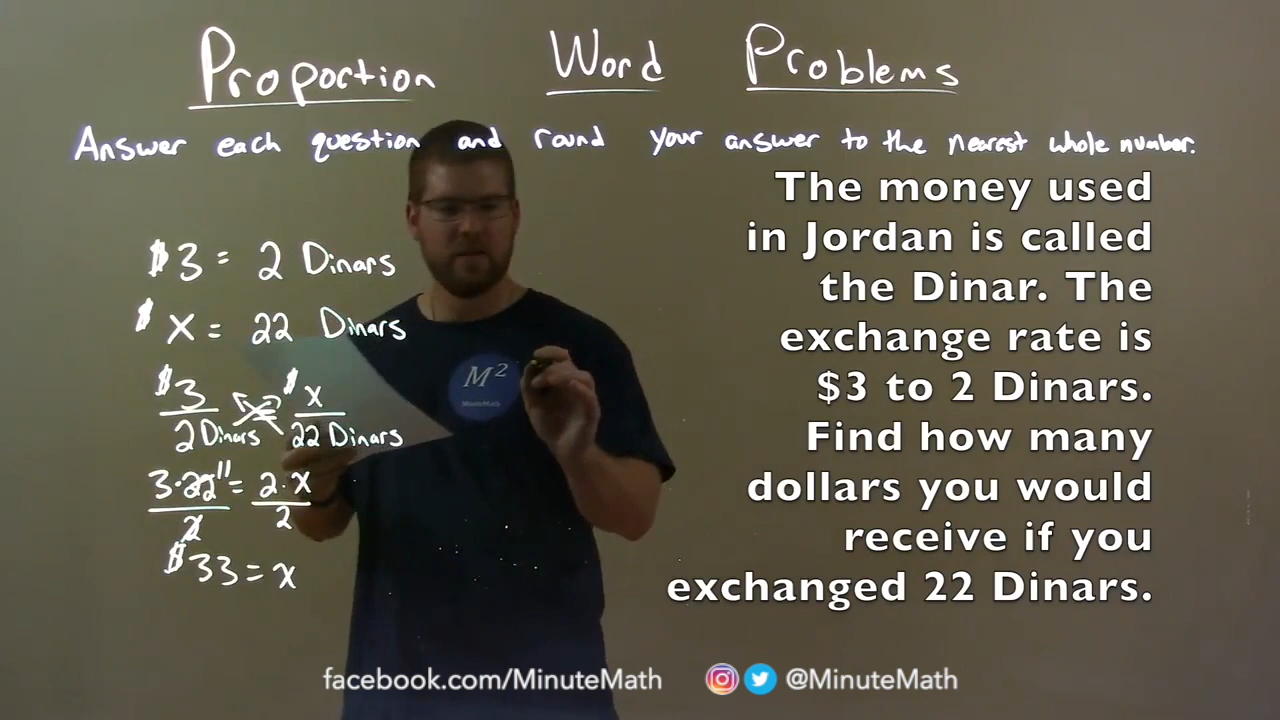 Proportion Word Problems
Answer each question and round your answer to the nearest whole number.
The money used
in Jordan is called
the Dinar. The
exchange rate is
$3 to 2 Dinars.
Find how many
dollars you would
receive if you
exchanged 22 Dinars.
$3 = 2 Dinars
$ x = 22 Dinars
$3 = $x
2 Dinars 22 Dinars
3·22 11 = 2·x
2 2
$33 = x
M²
MinuteMath
facebook.com/MinuteMath @MinuteMath